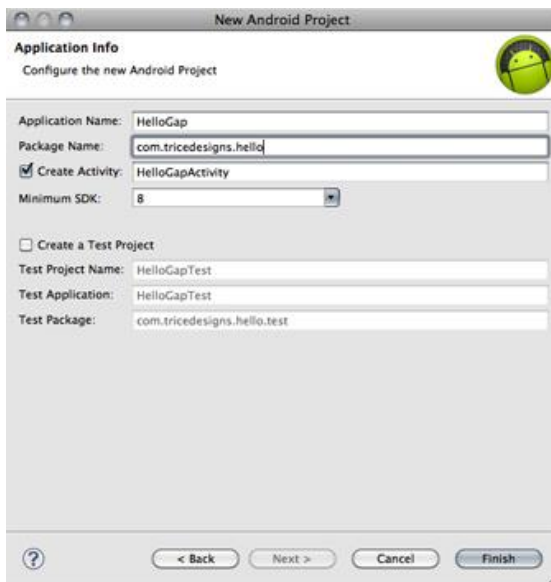 New Android Project
Application Info
Configure the new Android Project
Application Name: HelloGap
Package Name: com.tricedesigns.hello
Create Activity: HelloGapActivity
Minimum SDK: 8
Create a Test Project
Test Project Name: HelloGapTest
Test Application: HelloGapTest
Test Package: com.tricedesigns.hello.test
? < Back Next > Cancel Finish